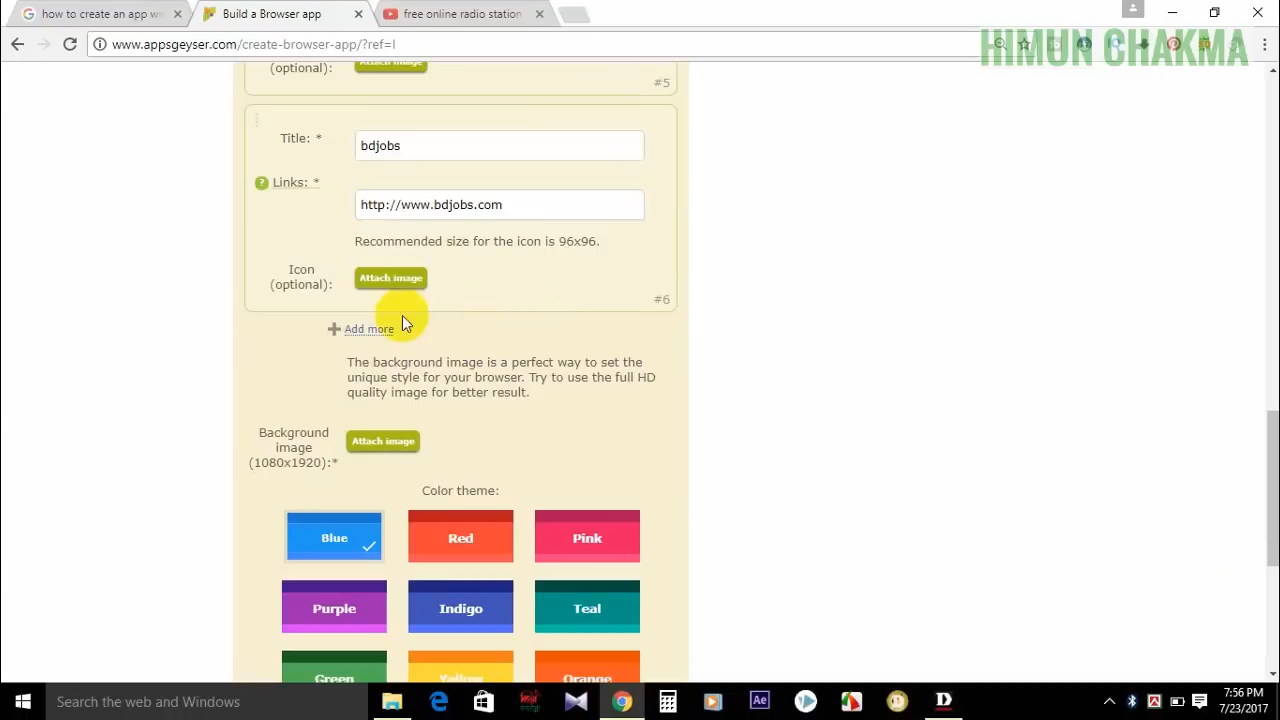 how to create an app w
Build a Browser app
free online radio station
www.appsgeyser.com/create-browser-app/?ref=I
HIMUN CHAKMA
(optional):
Attach image
#5
Title: *
bdjobs
? Links: *
http://www.bdjobs.com
Recommended size for the icon is 96x96.
Icon
(optional):
Attach image
#6
Add more
The background image is a perfect way to set the
unique style for your browser. Try to use the full HD
quality image for better result.
Background
image
(1080x1920):*
Attach image
Color theme:
Blue
Red
Pink
Purple
Indigo
Teal
Green
Yellow
Orange
Search the web and Windows
Ae
D
7:56 PM
7/23/2017